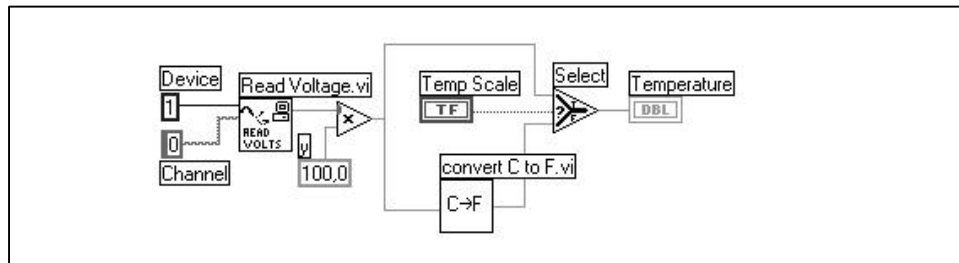 Device
Read Voltage.vi
1
READ
VOLTS
0
Channel
x
y
100,0
Temp Scale
TF
Select
T
?
F
Temperature
DBL
convert C to F.vi
C→F